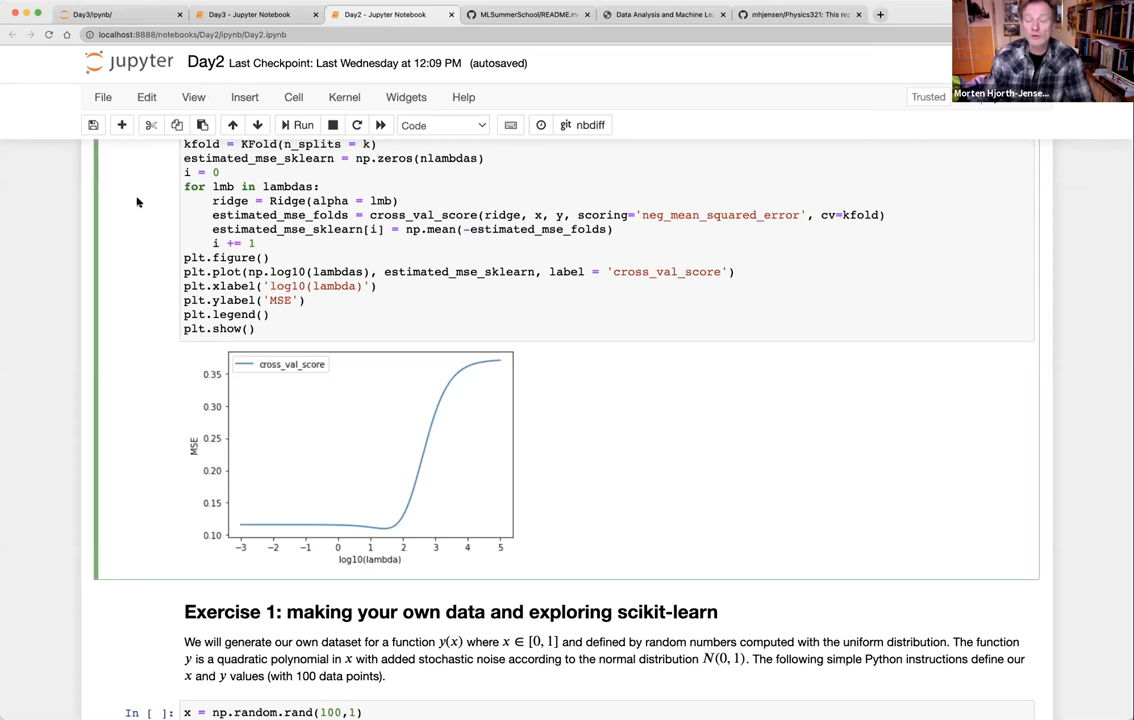 Day3/ipynb/
Day3 - Jupyter Notebook
Day2 - Jupyter Notebook
MLSummerSchool/README.m
Data Analysis and Machine Le
mhjensen/Physics321: This re
localhost:8888/notebooks/Day2/ipynb/Day2.ipynb
jupyter Day2 Last Checkpoint: Last Wednesday at 12:09 PM (autosaved)
Morten Hjorth-Jense...
File Edit View Insert Cell Kernel Widgets Help Trusted
Run Code git nbdiff
kfold = KFold(n_splits = k)
estimated_mse_sklearn = np.zeros(nlambdas)
i = 0
for lmb in lambdas:
    ridge = Ridge(alpha = lmb)
    estimated_mse_folds = cross_val_score(ridge, x, y, scoring='neg_mean_squared_error', cv=kfold)
    estimated_mse_sklearn[i] = np.mean(-estimated_mse_folds)
    i += 1
plt.figure()
plt.plot(np.log10(lambdas), estimated_mse_sklearn, label = 'cross_val_score')
plt.xlabel('log10(lambda)')
plt.ylabel('MSE')
plt.legend()
plt.show()
cross_val_score
0.35
0.30
0.25
0.20
0.15
0.10
MSE
−3 −2 −1 0 1 2 3 4 5
log10(lambda)
Exercise 1: making your own data and exploring scikit-learn
We will generate our own dataset for a function y(x) where x ∈ [0, 1] and defined by random numbers computed with the uniform distribution. The function
y is a quadratic polynomial in x with added stochastic noise according to the normal distribution N(0, 1). The following simple Python instructions define our
x and y values (with 100 data points).
In [ ]: x = np.random.rand(100,1)